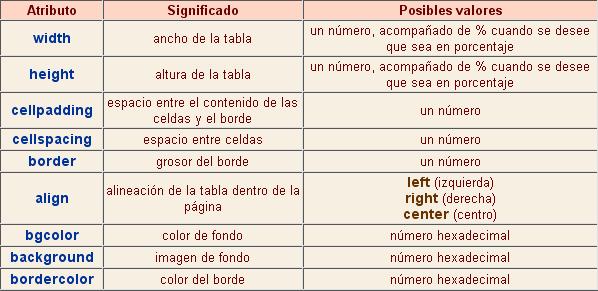 Atributo Significado Posibles valores
width ancho de la tabla un número, acompañado de % cuando se desee
que sea en porcentaje
height altura de la tabla un número, acompañado de % cuando se desee
que sea en porcentaje
cellpadding espacio entre el contenido de las
celdas y el borde un número
cellspacing espacio entre celdas un número
border grosor del borde un número
align alineación de la tabla dentro de la
página left (izquierda)
right (derecha)
center (centro)
bgcolor color de fondo número hexadecimal
background imagen de fondo número hexadecimal
bordercolor color del borde número hexadecimal